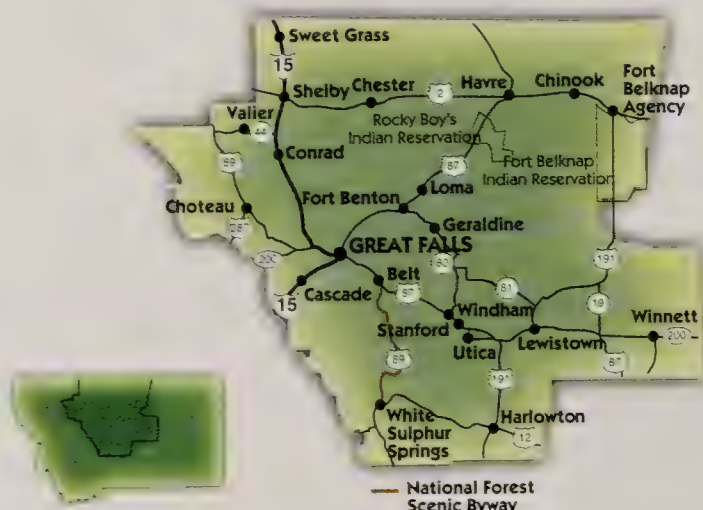 Sweet Grass
15
Shelby
Chester
2
Havre
Chinook
Fort
Belknap
Agency
Valier
44
Rocky Boy's
Indian Reservation
89
Conrad
87
Fort Belknap
Indian Reservation
Loma
Fort Benton
Choteau
287
Geraldine
200
GREAT FALLS
80
191
Belt
15
Cascade
87
81
19
Windham
Stanford
Winnett
Utica
Lewistown
200
89
87
191
White
Sulphur
Springs
Harlowton
12
National Forest
Scenic Byway